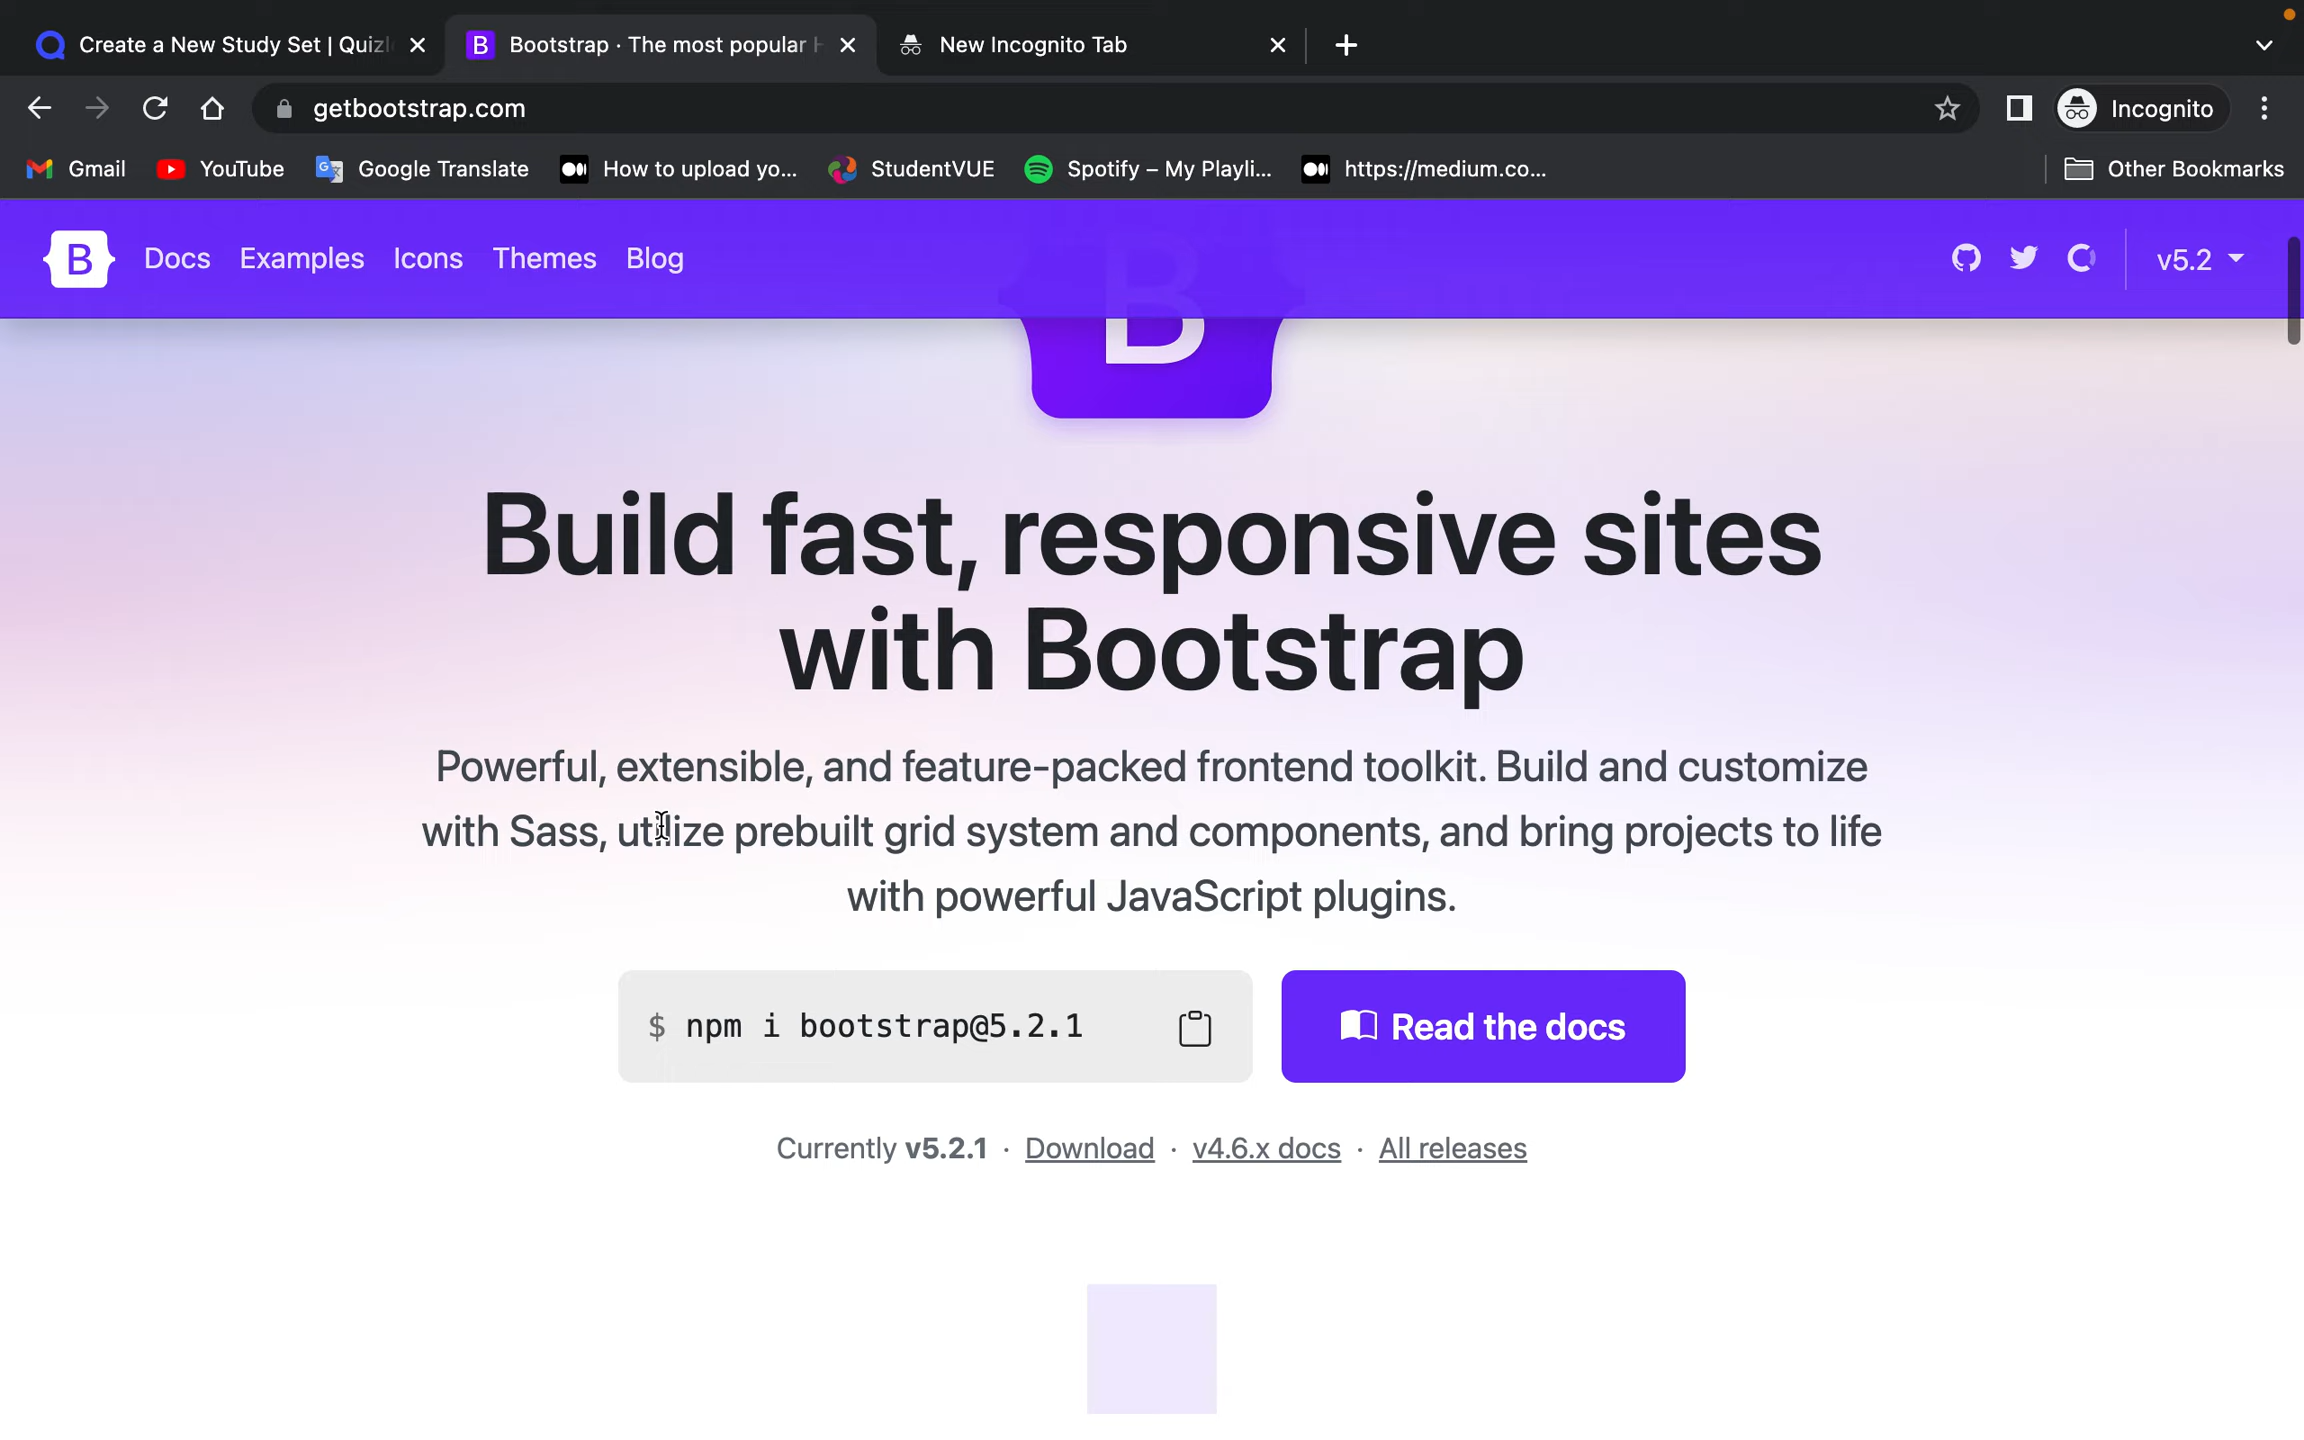 Create a New Study Set | Quizl
Bootstrap · The most popular H
New Incognito Tab
getbootstrap.com
Incognito
Gmail
YouTube
Google Translate
How to upload yo...
StudentVUE
Spotify – My Playli...
https://medium.co...
Other Bookmarks
B
Docs
Examples
Icons
Themes
Blog
v5.2
B
Build fast, responsive sites
with Bootstrap
Powerful, extensible, and feature-packed frontend toolkit. Build and customize
with Sass, utilize prebuilt grid system and components, and bring projects to life
with powerful JavaScript plugins.
$ npm i bootstrap@5.2.1
Read the docs
Currently v5.2.1 · Download · v4.6.x docs · All releases